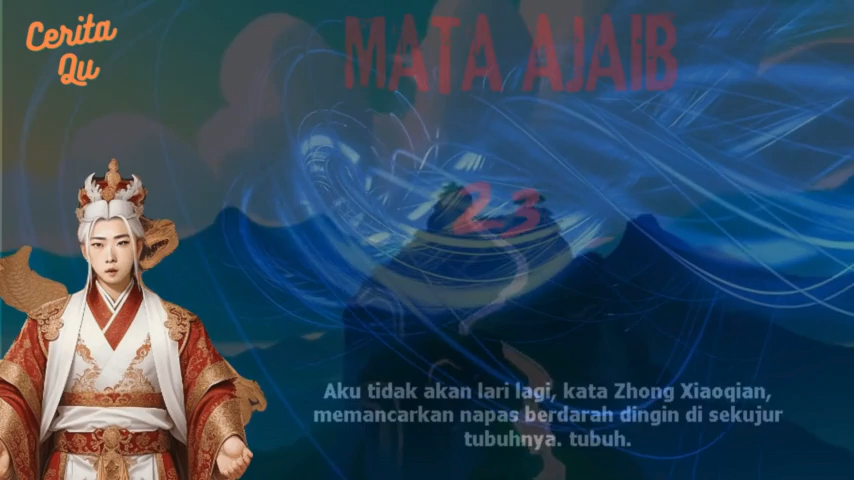 Cerita
Qu
MATA AJAIB
23
Aku tidak akan lari lagi, kata Zhong Xiaoqian,
memancarkan napas berdarah dingin di sekujur
tubuhnya. tubuh.